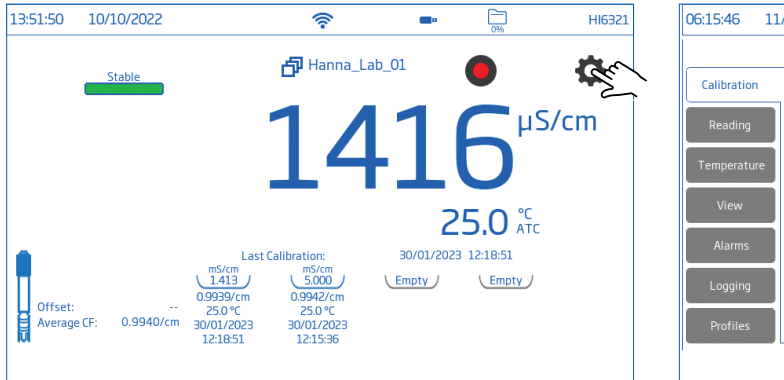 13:51:50 10/10/2022 0% HI6321
Stable
Hanna_Lab_01
1416 µS/cm
25.0 °C
ATC
Last Calibration: 30/01/2023 12:18:51
mS/cm mS/cm
1.413 5.000 Empty Empty
0.9939/cm 0.9942/cm
25.0 °C 25.0 °C
30/01/2023 30/01/2023
12:18:51 12:15:36
Offset: --
Average CF: 0.9940/cm
06:15:46 11/
Calibration
Reading
Temperature
View
Alarms
Logging
Profiles